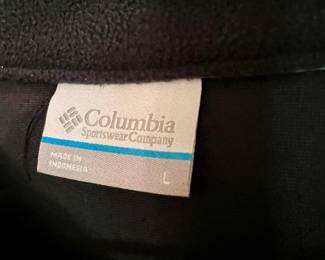 Columbia
Sportswear Company
MADE IN
INDONESIA
L